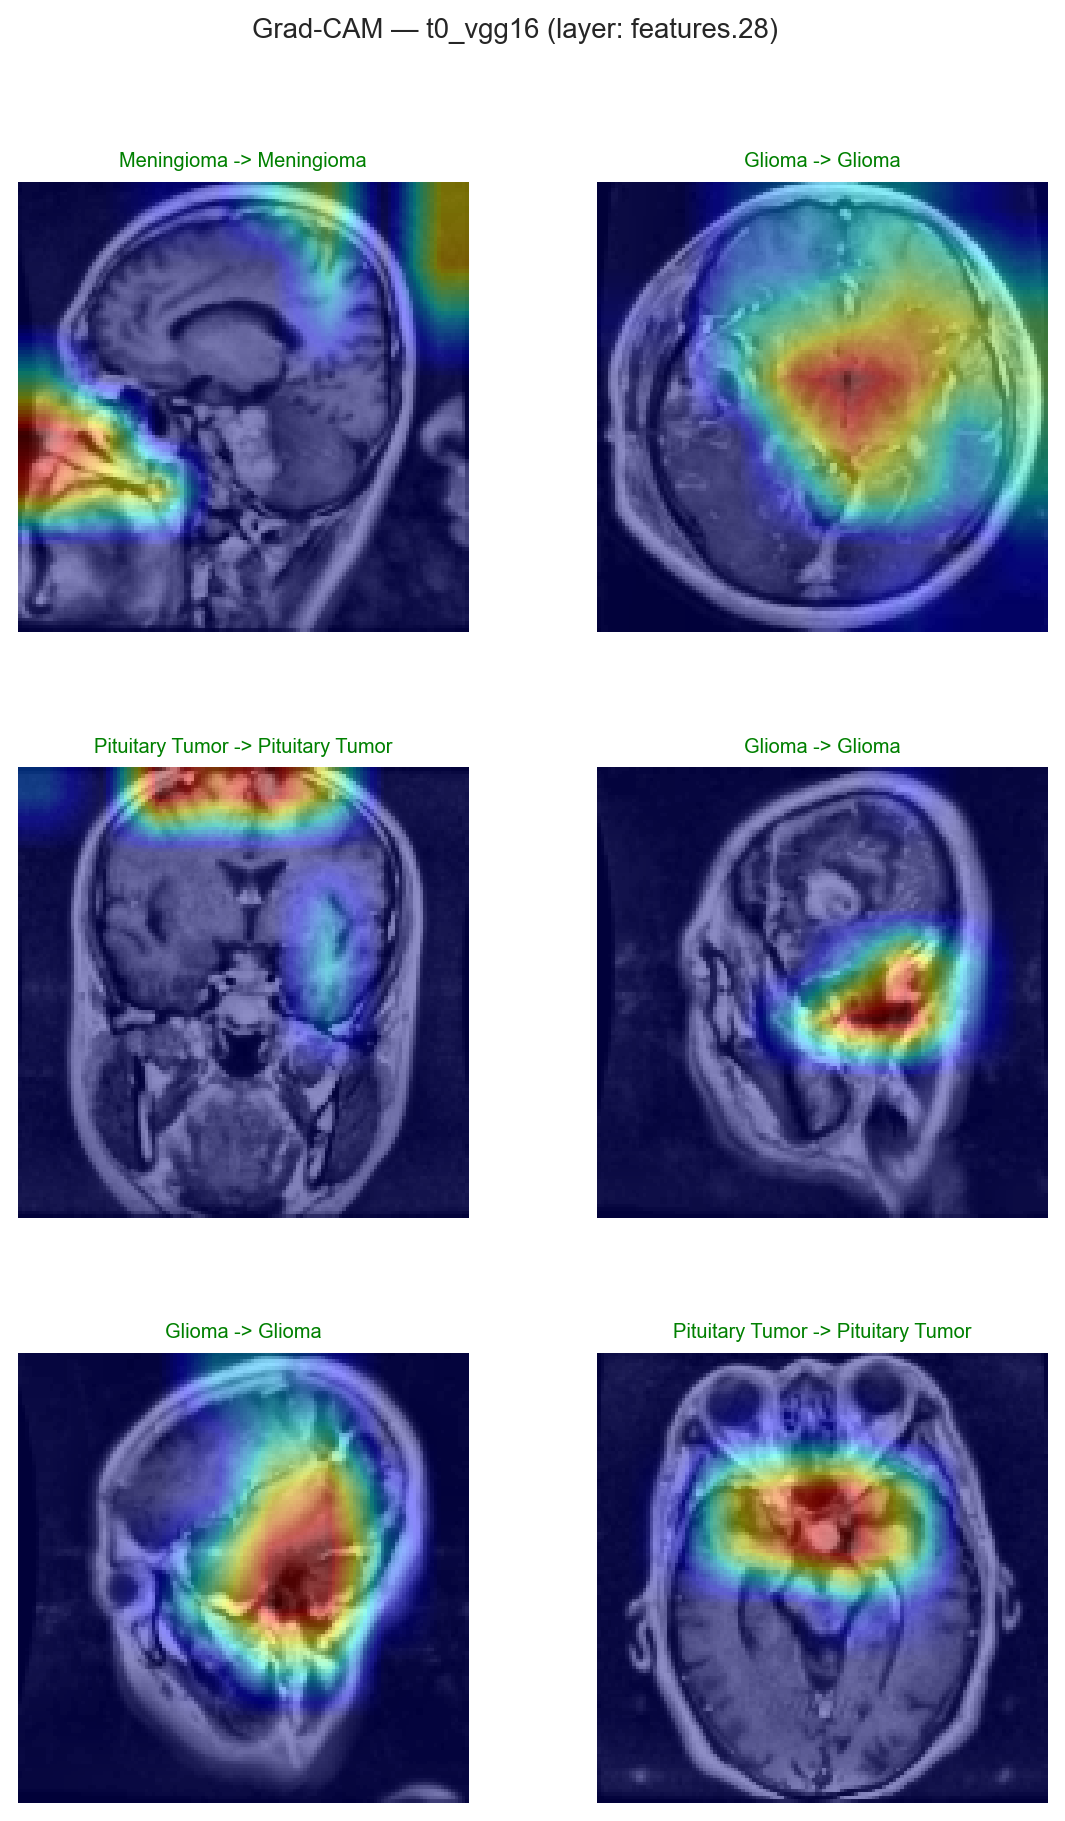 Grad-CAM — t0_vgg16 (layer: features.28)
Meningioma -> Meningioma
Glioma -> Glioma
Pituitary Tumor -> Pituitary Tumor
Glioma -> Glioma
Glioma -> Glioma
Pituitary Tumor -> Pituitary Tumor